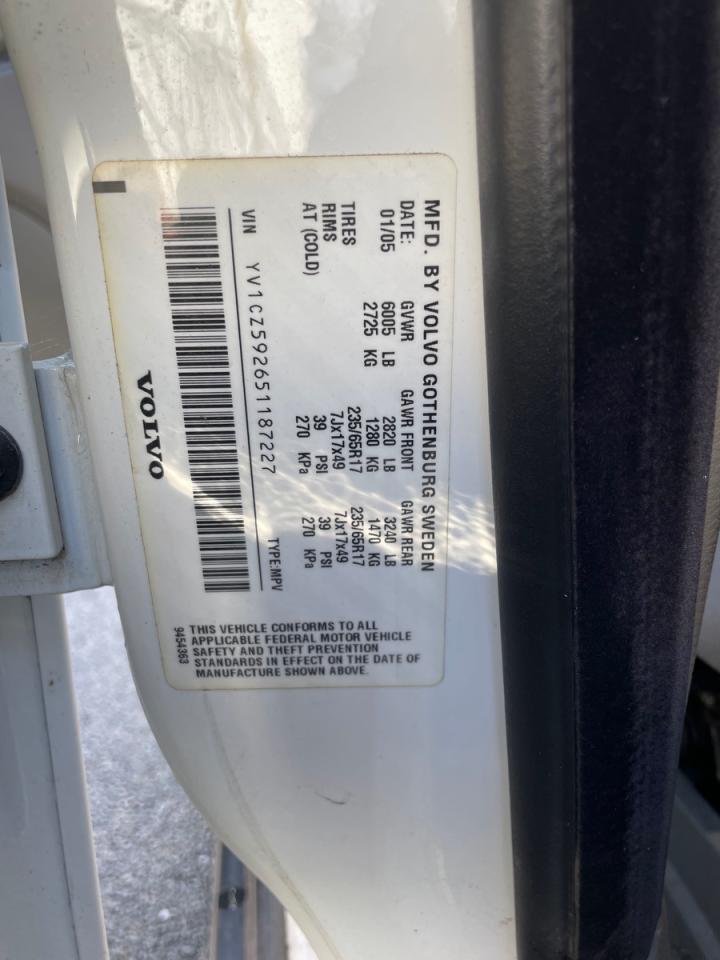 MFD. BY VOLVO GOTHENBURG SWEDEN
DATE: GVWR GAWR FRONT GAWR REAR
01/05 6005 LB 2820 LB 3240 LB
2725 KG 1280 KG 1470 KG
TIRES 235/65R17 235/65R17
RIMS 7Jx17x49 7Jx17x49
AT (COLD) 39 PSI 39 PSI
270 KPa 270 KPa
VIN YV1CZ592651187227 TYPE:MPV
VOLVO
THIS VEHICLE CONFORMS TO ALL
APPLICABLE FEDERAL MOTOR VEHICLE
SAFETY AND THEFT PREVENTION
STANDARDS IN EFFECT ON THE DATE OF
MANUFACTURE SHOWN ABOVE.
9454363